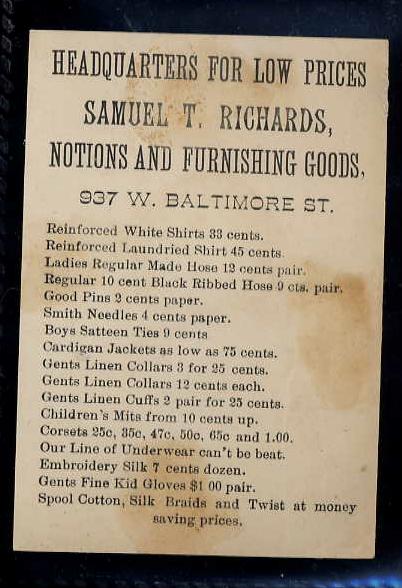 HEADQUARTERS FOR LOW PRICES
SAMUEL T. RICHARDS,
NOTIONS AND FURNISHING GOODS,
937 W. BALTIMORE ST.
Reinforced White Shirts 33 cents.
Reinforced Laundried Shirt 45 cents
Ladies Regular Made Hose 12 cents pair.
Regular 10 cent Black Ribbed Hose 9 cts. pair.
Good Pins 2 cents paper.
Smith Needles 4 cents paper.
Boys Satteen Ties 9 cents
Cardigan Jackets as low as 75 cents.
Gents Linen Collars 3 for 25 cents.
Gents Linen Collars 12 cents each.
Gents Linen Cuffs 2 pair for 25 cents.
Children's Mits from 10 cents up.
Corsets 25c, 35c, 47c, 50c, 65c and 1.00.
Our Line of Underwear can't be beat.
Embroidery Silk 7 cents dozen.
Gents Fine Kid Gloves $1 00 pair.
Spool Cotton, Silk Braids and Twist at money
saving prices.